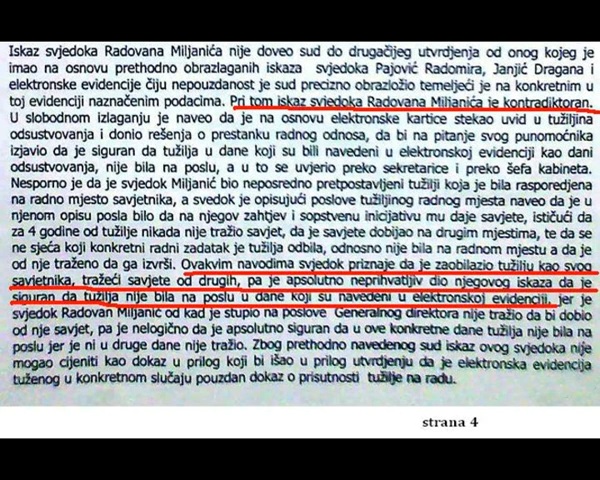 Iskaz svjedoka Radovana Miljanića nije doveo sud do drugačijeg utvrdjenja od onog kojeg je
imao na osnovu prethodno obrazlaganih iskaza svjedoka Pajović Radomira, Janjić Dragana i
elektronske evidencije čiju nepouzdanost je sud precizno obrazložio temeljeći je na konkretnim u
toj evidenciji naznačenim podacima. Pri tom iskaz svjedoka Radovana Miljanića je kontradiktoran.
U slobodnom izlaganju je naveo da je na osnovu elektronske kartice stekao uvid u tužiljina
odsustvovanja i donio rešenja o prestanku radnog odnosa, da bi na pitanje svog punomoćnika
izjavio da je siguran da tužilja u dane koji su bili navedeni u elektronskoj evidenciji kao dani
odsustvovanja, nije bila na poslu, a u to se uvjerio preko sekretarice i preko šefa kabineta.
Nesporno je da je svjedok Miljanić bio neposredno pretpostavljeni tužilji koja je bila rasporedjena
na radno mjesto savjetnika, a svedok je opisujući poslove tužiljinog radnog mjesta naveo da je u
njenom opisu posla bilo da na njegov zahtjev i sopstvenu inicijativu mu daje savjete, ističući da
za 4 godine od tužilje nikada nije tražio savjet, da je savjete dobijao na drugim mjestima, te da se
ne sjeća koji konkretni radni zadatak je tužilja odbila, odnosno nije bila na radnom mjestu a da je
od nje traženo da ga izvrši. Ovakvim navodima svjedok priznaje da je zaobilazio tužilju kao svog
savjetnika, tražeći savjete od drugih, pa je apsolutno neprihvatjiv dio njegovog iskaza da je
siguran da tužilja nije bila na poslu u dane koji su navedeni u elektronskoj evidenciji. jer je
svjedok Radovan Miljanić od kad je stupio na poslove Generalnog direktora nije tražio da bi dobio
od nje savjet, pa je nelogično da je apsolutno siguran da u ove konkretne dane tužilja nije bila na
poslu jer je ni u druge dane nije tražio. Zbog prethodno navedenog sud iskaz ovog svjedoka nije
mogao cijeniti kao dokaz u prilog koji bi išao u prilog utvrdjenju da je elektronska evidencija
tuženog u konkretnom slučaju pouzdan dokaz o prisutnosti tužilje na radu.
strana 4